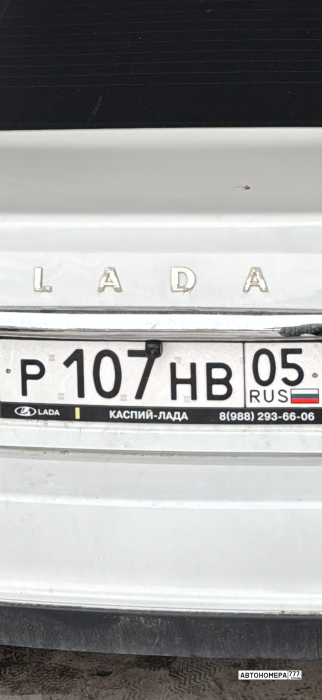 LADA
Р 107 НВ 05
RUS
LADA КАСПИЙ-ЛАДА 8(988) 293-66-06
АВТОНОМЕРА777